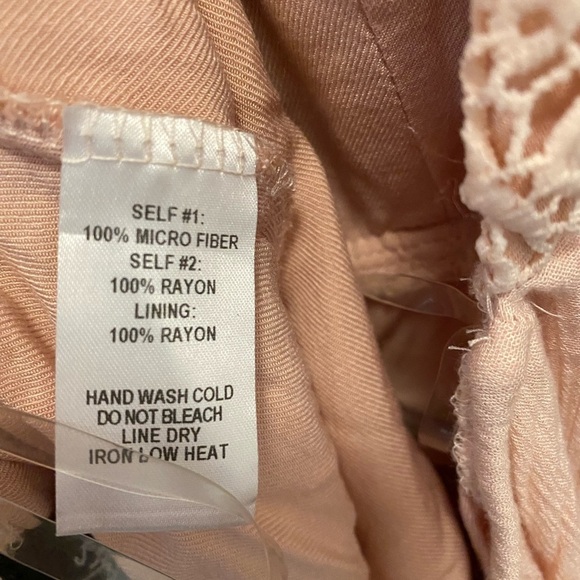 SELF #1:
100% MICRO FIBER
SELF #2:
100% RAYON
LINING:
100% RAYON
HAND WASH COLD
DO NOT BLEACH
LINE DRY
IRON LOW HEAT